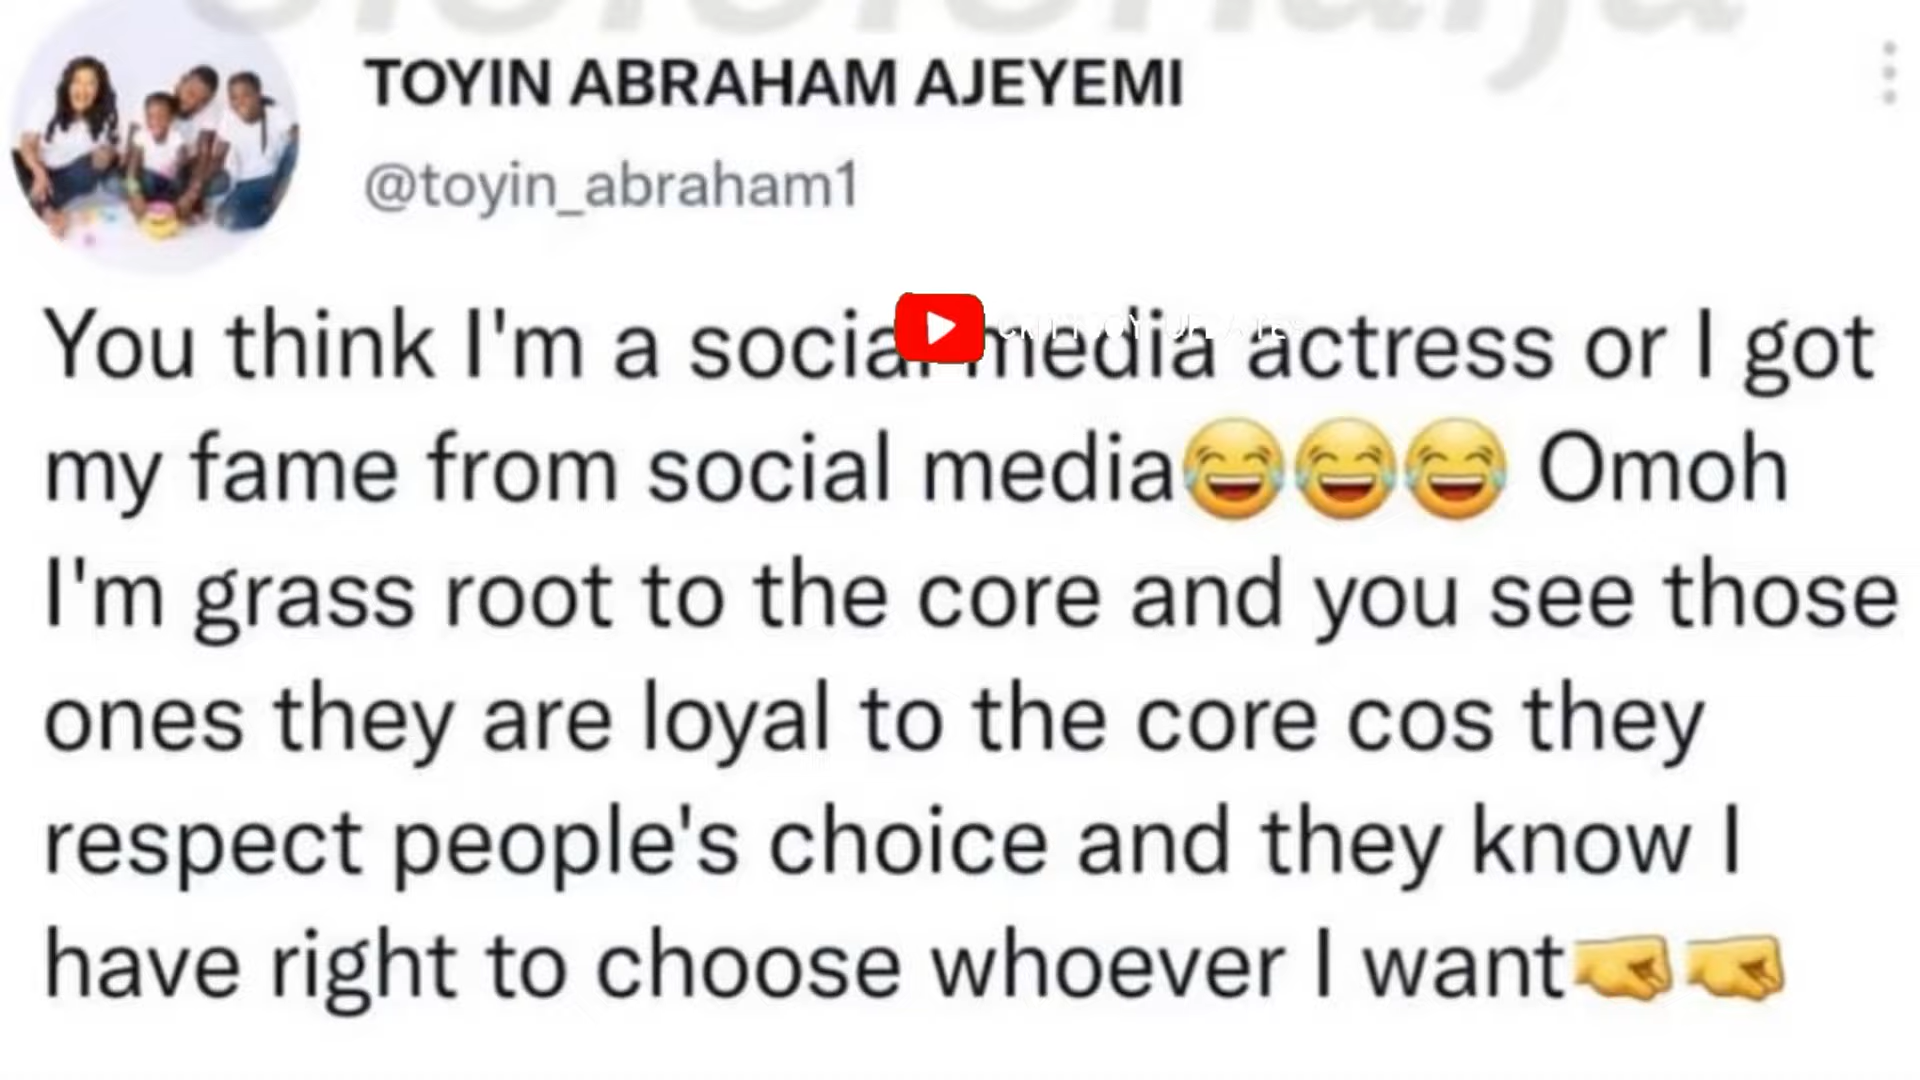 TOYIN ABRAHAM AJEYEMI
@toyin_abraham1
You think I'm a social media actress or I got
my fame from social media😂😂😂 Omoh
I'm grass root to the core and you see those
ones they are loyal to the core cos they
respect people's choice and they know I
have right to choose whoever I want🤜🤜